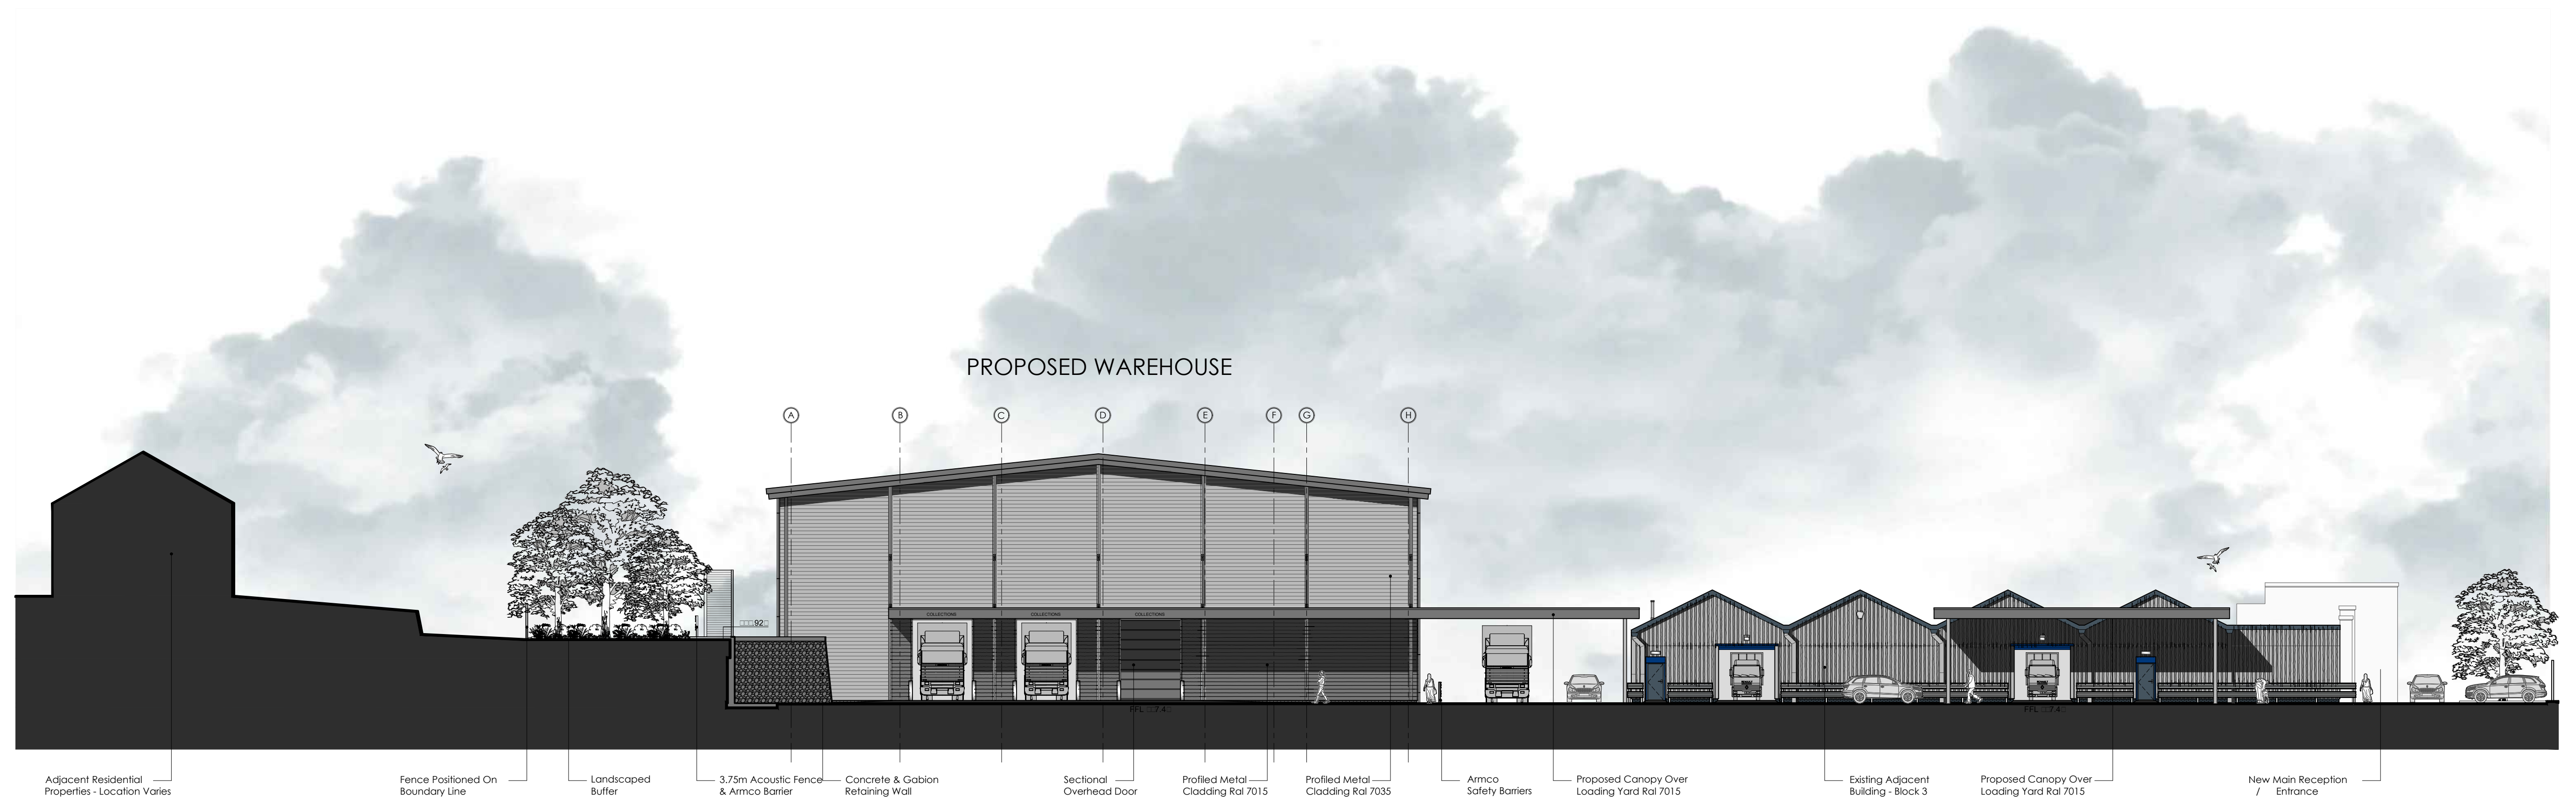 PROPOSED WAREHOUSE
A B C D E F G H
COLLECTIONS COLLECTIONS COLLECTIONS
Adjacent Residential
Properties - Location Varies
Fence Positioned On
Boundary Line
Landscaped
Buffer
3.75m Acoustic Fence
& Armco Barrier
Concrete & Gabion
Retaining Wall
Sectional
Overhead Door
Profiled Metal
Cladding Ral 7015
Profiled Metal
Cladding Ral 7035
Armco
Safety Barriers
Proposed Canopy Over
Loading Yard Ral 7015
Existing Adjacent
Building - Block 3
Proposed Canopy Over
Loading Yard Ral 7015
New Main Reception
/ Entrance